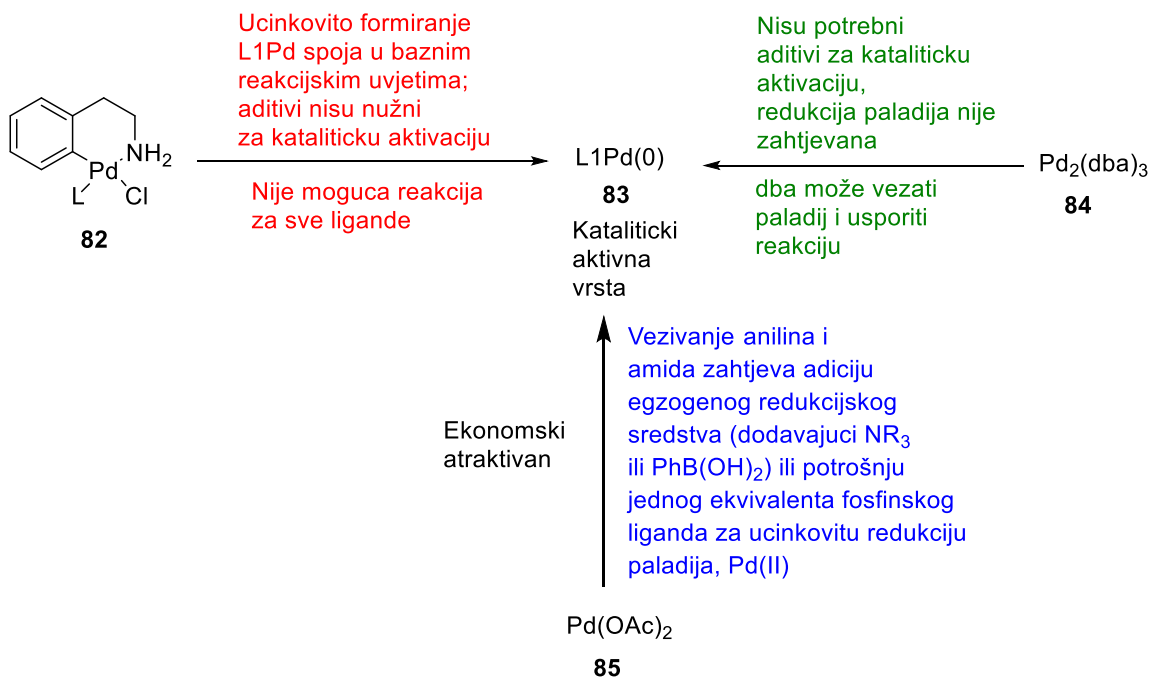 Ucinkovito formiranje
L1Pd spoja u baznim
reakcijskim uvjetima;
aditivi nisu nužni
za kataliticku aktivaciju
Nije moguca reakcija
za sve ligande
NH2
Pd
L
Cl
82
L1Pd(0)
83
Kataliticki
aktivna
vrsta
Nisu potrebni
aditivi za kataliticku
aktivaciju,
redukcija paladija nije
zahtjevana
dba može vezati
paladij i usporiti
reakciju
Pd2(dba)3
84
Ekonomski
atraktivan
Vezivanje anilina i
amida zahtjeva adiciju
egzogenog redukcijskog
sredstva (dodavajuci NR3
ili PhB(OH)2) ili potrošnju
jednog ekvivalenta fosfinskog
liganda za ucinkovitu redukciju
paladija, Pd(II)
Pd(OAc)2
85